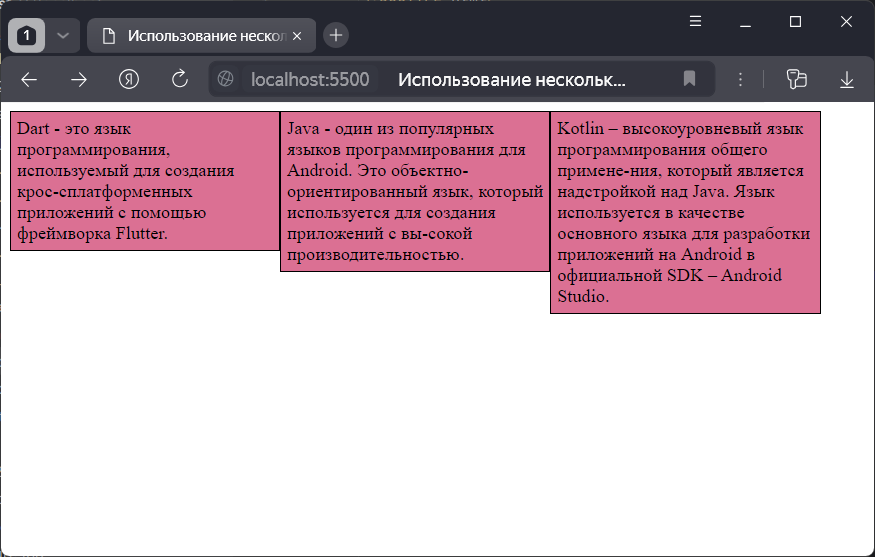 1
Использование нескол
localhost:5500 Использование нескольк...
Dart - это язык
программирования,
используемый для создания
крос-сплатформенных
приложений с помощью
фреймворка Flutter.
Java - один из популярных
языков программирования для
Android. Это объектно-
ориентированный язык, который
используется для создания
приложений с вы-сокой
производительностью.
Kotlin – высокоуровневый язык
программирования общего
примене-ния, который является
надстройкой над Java. Язык
используется в качестве
основного языка для разработки
приложений на Android в
официальной SDK – Android
Studio.